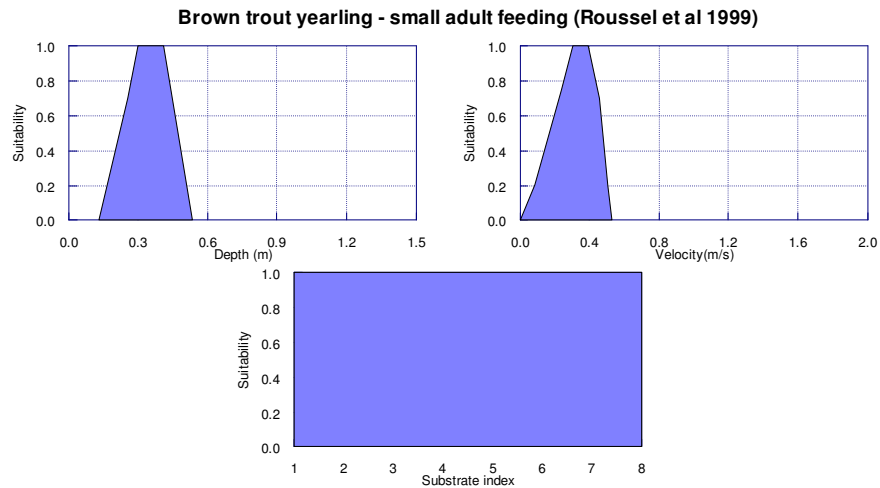 Brown trout yearling - small adult feeding (Roussel et al 1999)
1.0
0.8
0.6
0.4
0.2
0.0
Suitability
0.0 0.3 0.6 0.9 1.2 1.5
Depth (m)
1.0
0.8
0.6
0.4
0.2
0.0
Suitability
0.0 0.4 0.8 1.2 1.6 2.0
Velocity(m/s)
1.0
0.8
0.6
0.4
0.2
0.0
Suitability
1 2 3 4 5 6 7 8
Substrate index